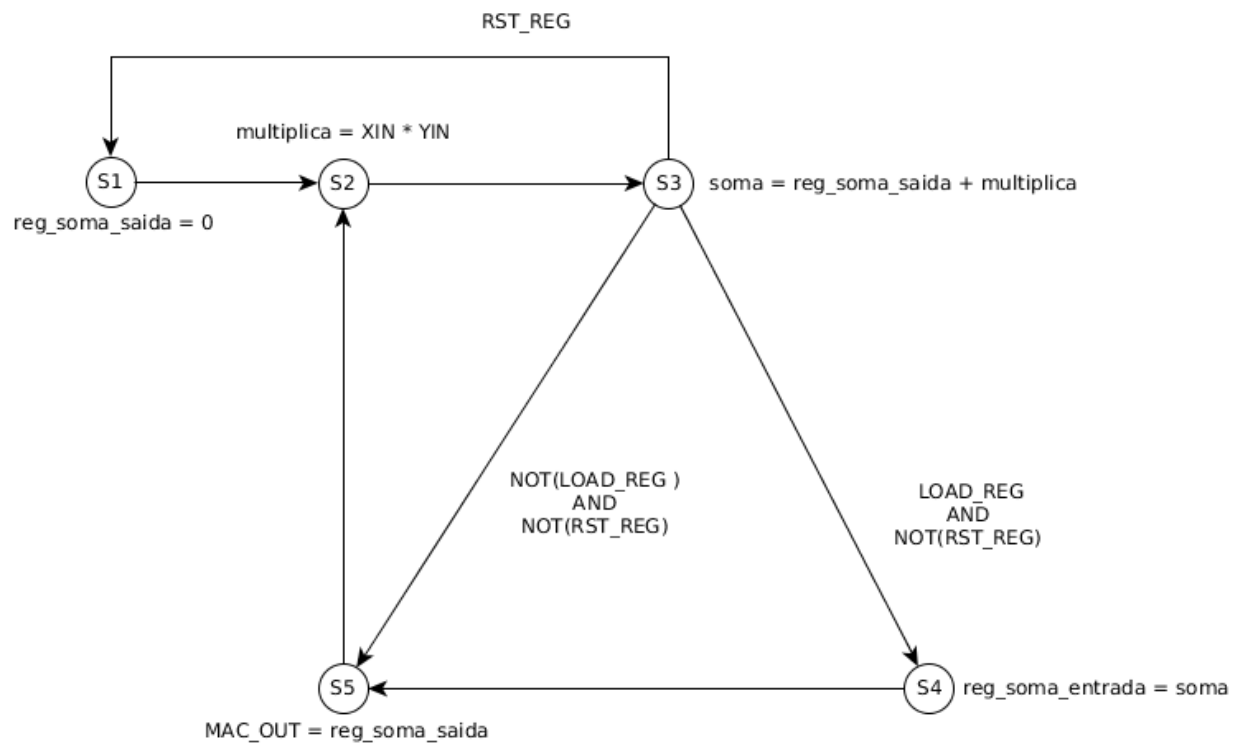 RST_REG
multiplica = XIN * YIN
S1
S2
S3
soma = reg_soma_saida + multiplica
reg_soma_saida = 0
NOT(LOAD_REG )
AND
NOT(RST_REG)
LOAD_REG
AND
NOT(RST_REG)
S5
S4
reg_soma_entrada = soma
MAC_OUT = reg_soma_saida